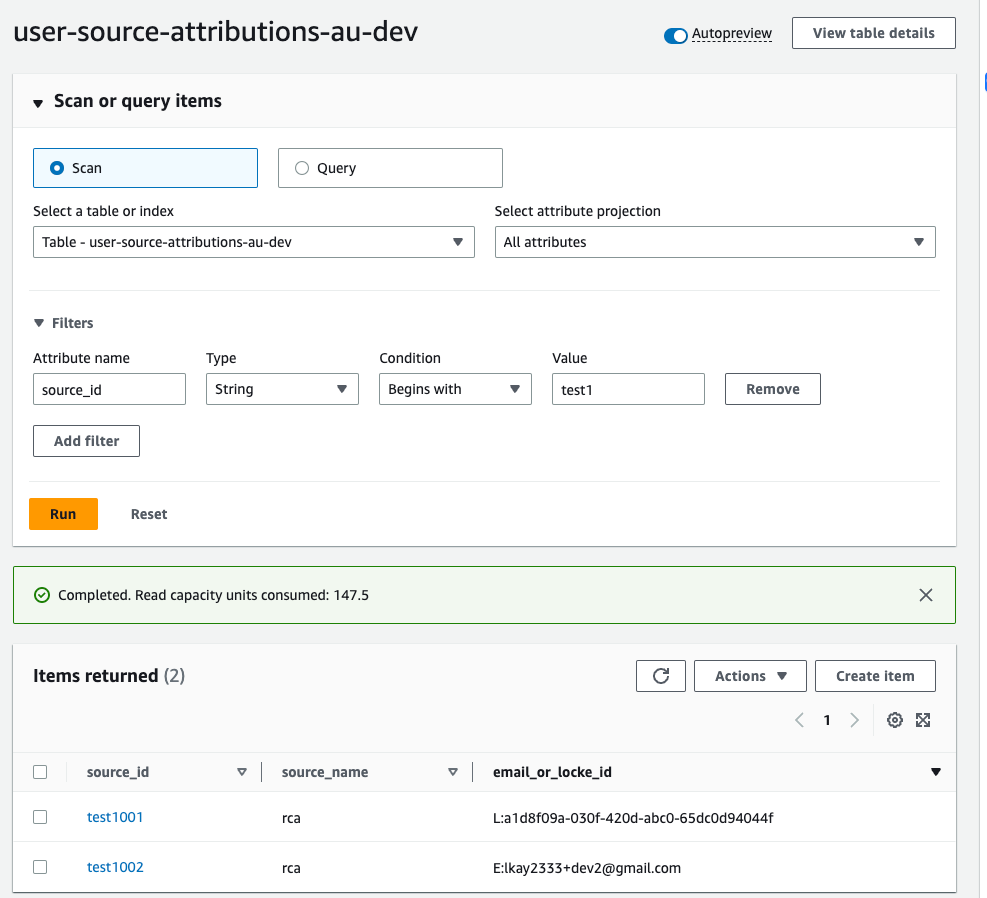 user-source-attributions-au-dev
Autopreview
View table details
Scan or query items
Scan
Query
Select a table or index
Select attribute projection
Table - user-source-attributions-au-dev
All attributes
Filters
Attribute name Type Condition Value
source_id String Begins with test1 Remove
Add filter
Run Reset
Completed. Read capacity units consumed: 147.5
Items returned (2)
Actions
Create item
1
source_id source_name email_or_locke_id
test1001 rca L:a1d8f09a-030f-420d-abc0-65dc0d94044f
test1002 rca E:lkay2333+dev2@gmail.com